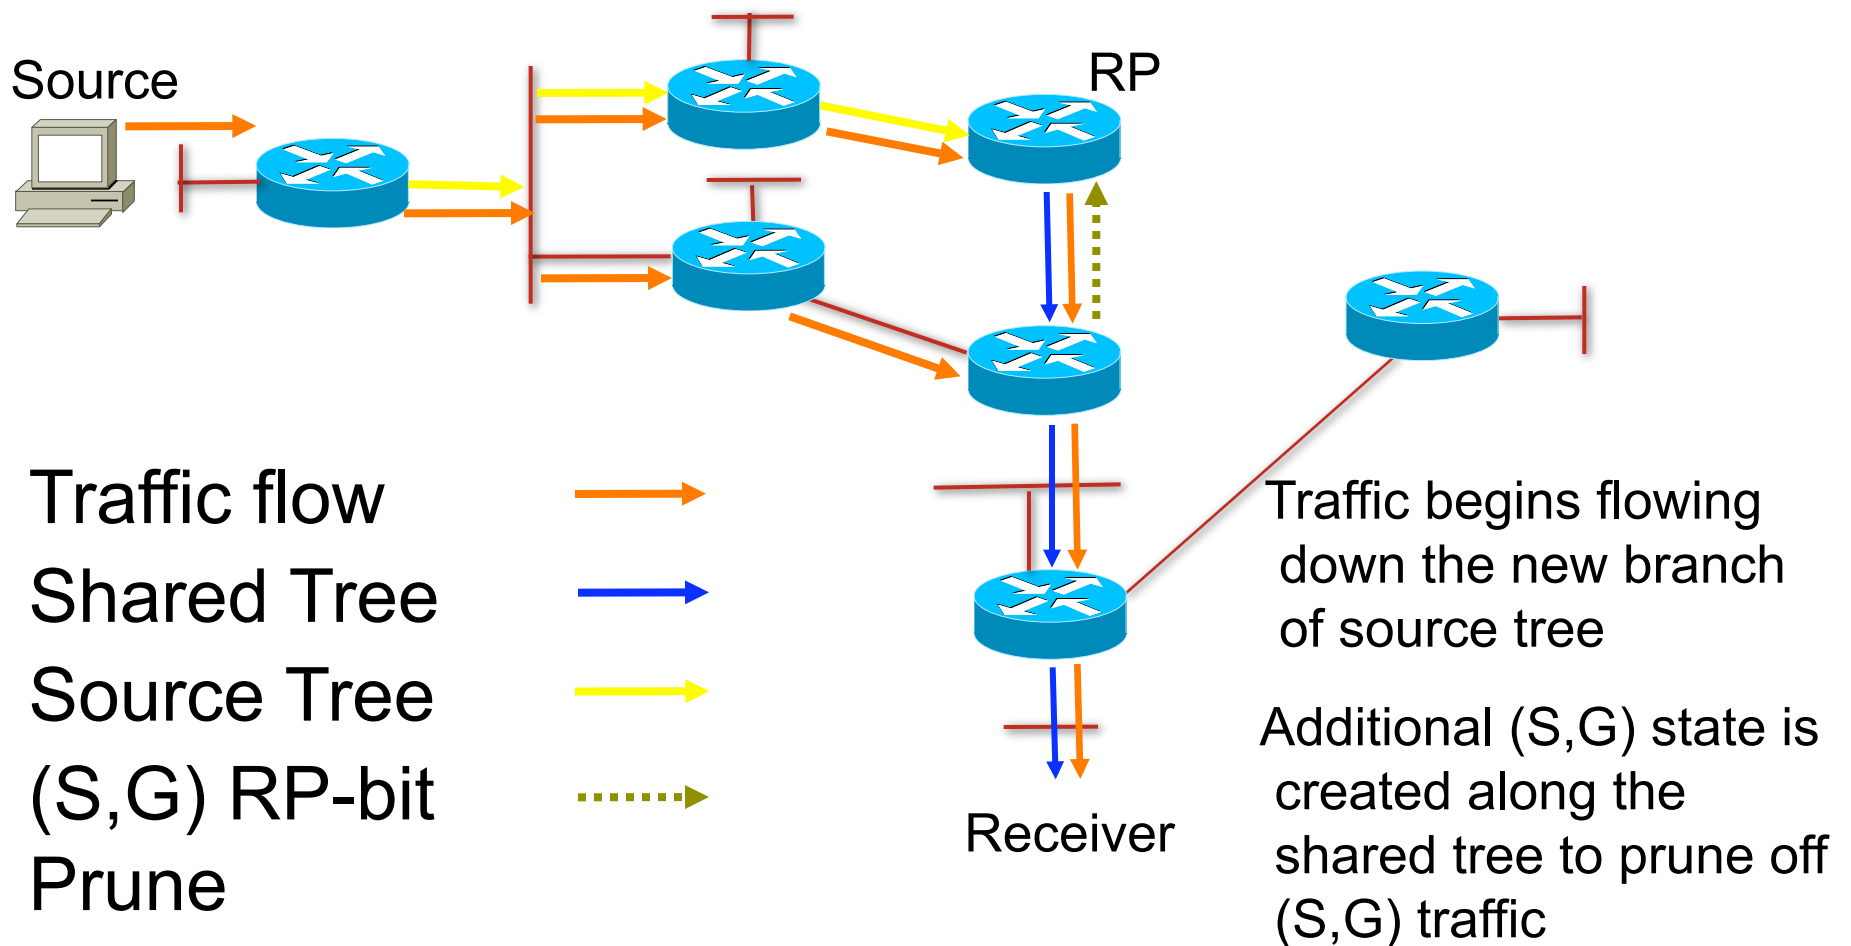 Source
RP
Traffic flow
Shared Tree
Source Tree
(S,G) RP-bit
Prune
Receiver
Traffic begins flowing
down the new branch
of source tree
Additional (S,G) state is
created along the
shared tree to prune off
(S,G) traffic